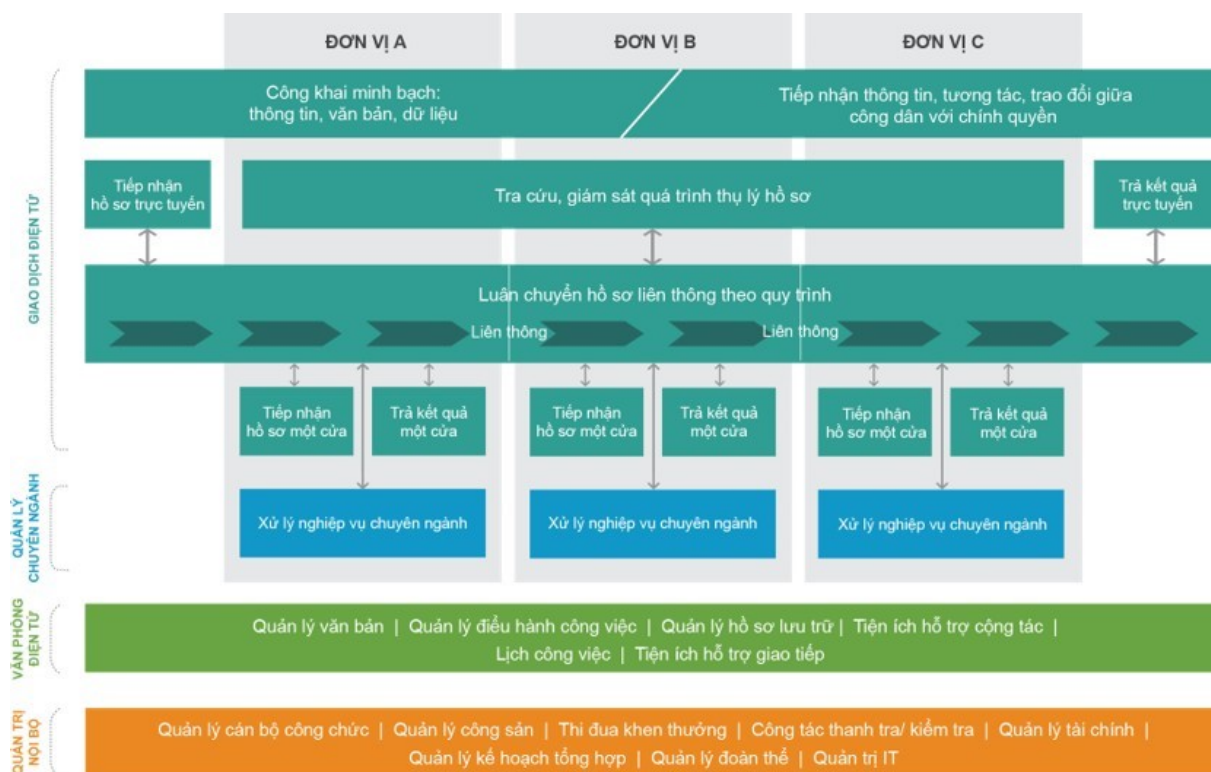 ĐƠN VỊ A
ĐƠN VỊ B
ĐƠN VỊ C
GIAO DỊCH ĐIỆN TỬ
Công khai minh bạch:
thông tin, văn bản, dữ liệu
Tiếp nhận thông tin, tương tác, trao đổi giữa
công dân với chính quyền
Tiếp nhận
hồ sơ trực tuyến
Tra cứu, giám sát quá trình thụ lý hồ sơ
Trả kết quả
trực tuyến
Luân chuyển hồ sơ liên thông theo quy trình
Liên thông
Liên thông
Tiếp nhận
hồ sơ một cửa
Trả kết quả
một cửa
Tiếp nhận
hồ sơ một cửa
Trả kết quả
một cửa
Tiếp nhận
hồ sơ một cửa
Trả kết quả
một cửa
QUẢN LÝ
CHUYÊN NGÀNH
Xử lý nghiệp vụ chuyên ngành
Xử lý nghiệp vụ chuyên ngành
Xử lý nghiệp vụ chuyên ngành
VĂN PHÒNG
ĐIỆN TỬ
Quản lý văn bản | Quản lý điều hành công việc | Quản lý hồ sơ lưu trữ | Tiện ích hỗ trợ cộng tác |
Lịch công việc | Tiện ích hỗ trợ giao tiếp
QUẢN TRỊ
NỘI BỘ
Quản lý cán bộ công chức | Quản lý công sản | Thi đua khen thưởng | Công tác thanh tra/ kiểm tra | Quản lý tài chính |
Quản lý kế hoạch tổng hợp | Quản lý đoàn thể | Quản trị IT